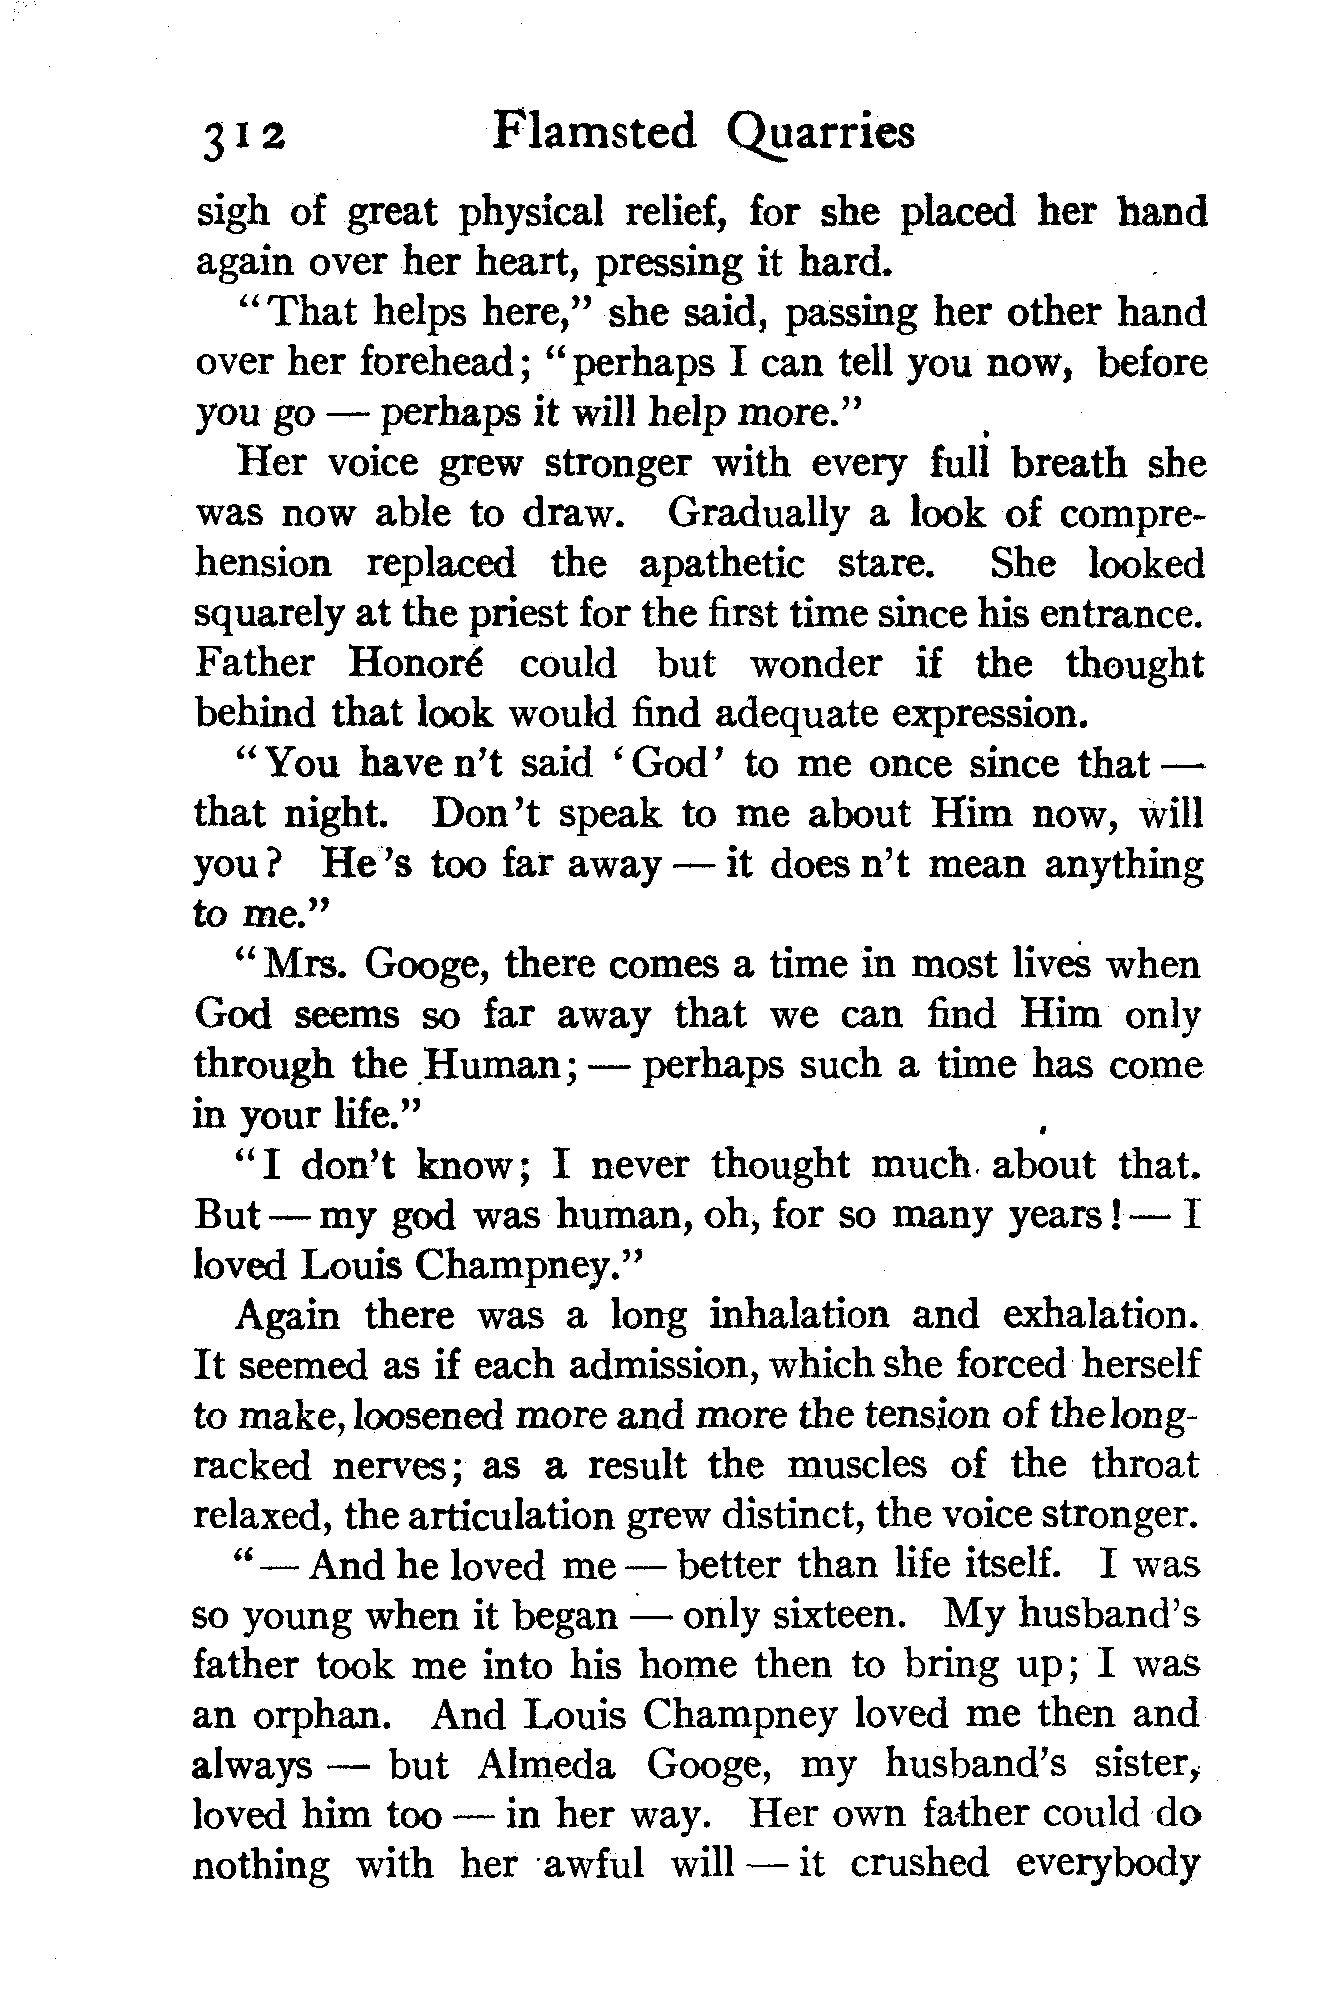 312 Flamsted Quarries
sigh of great physical relief, for she placed her hand
again over her heart, pressing it hard.
"That helps here," she said, passing her other hand
over her forehead; "perhaps I can tell you now, before
you go — perhaps it will help more."
Her voice grew stronger with every full breath she
was now able to draw. Gradually a look of compre-
hension replaced the apathetic stare. She looked
squarely at the priest for the first time since his entrance.
Father Honoré could but wonder if the thought
behind that look would find adequate expression.
"You have n't said 'God' to me once since that —
that night. Don't speak to me about Him now, will
you? He's too far away — it does n't mean anything
to me."
"Mrs. Googe, there comes a time in most lives when
God seems so far away that we can find Him only
through the Human; — perhaps such a time has come
in your life."
"I don't know; I never thought much about that.
But — my god was human, oh, for so many years! — I
loved Louis Champney."
Again there was a long inhalation and exhalation.
It seemed as if each admission, which she forced herself
to make, loosened more and more the tension of the long-
racked nerves; as a result the muscles of the throat
relaxed, the articulation grew distinct, the voice stronger.
"— And he loved me — better than life itself. I was
so young when it began — only sixteen. My husband's
father took me into his home then to bring up; I was
an orphan. And Louis Champney loved me then and
always — but Almeda Googe, my husband's sister,
loved him too — in her way. Her own father could do
nothing with her awful will — it crushed everybody